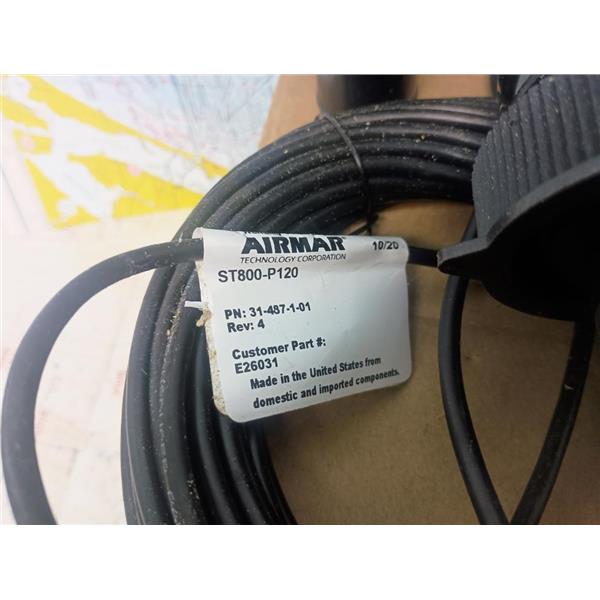 AIRMAR® 10/20
TECHNOLOGY CORPORATION
ST800-P120
PN: 31-487-1-01
Rev: 4
Customer Part #:
E26031
Made in the United States from
domestic and imported components.